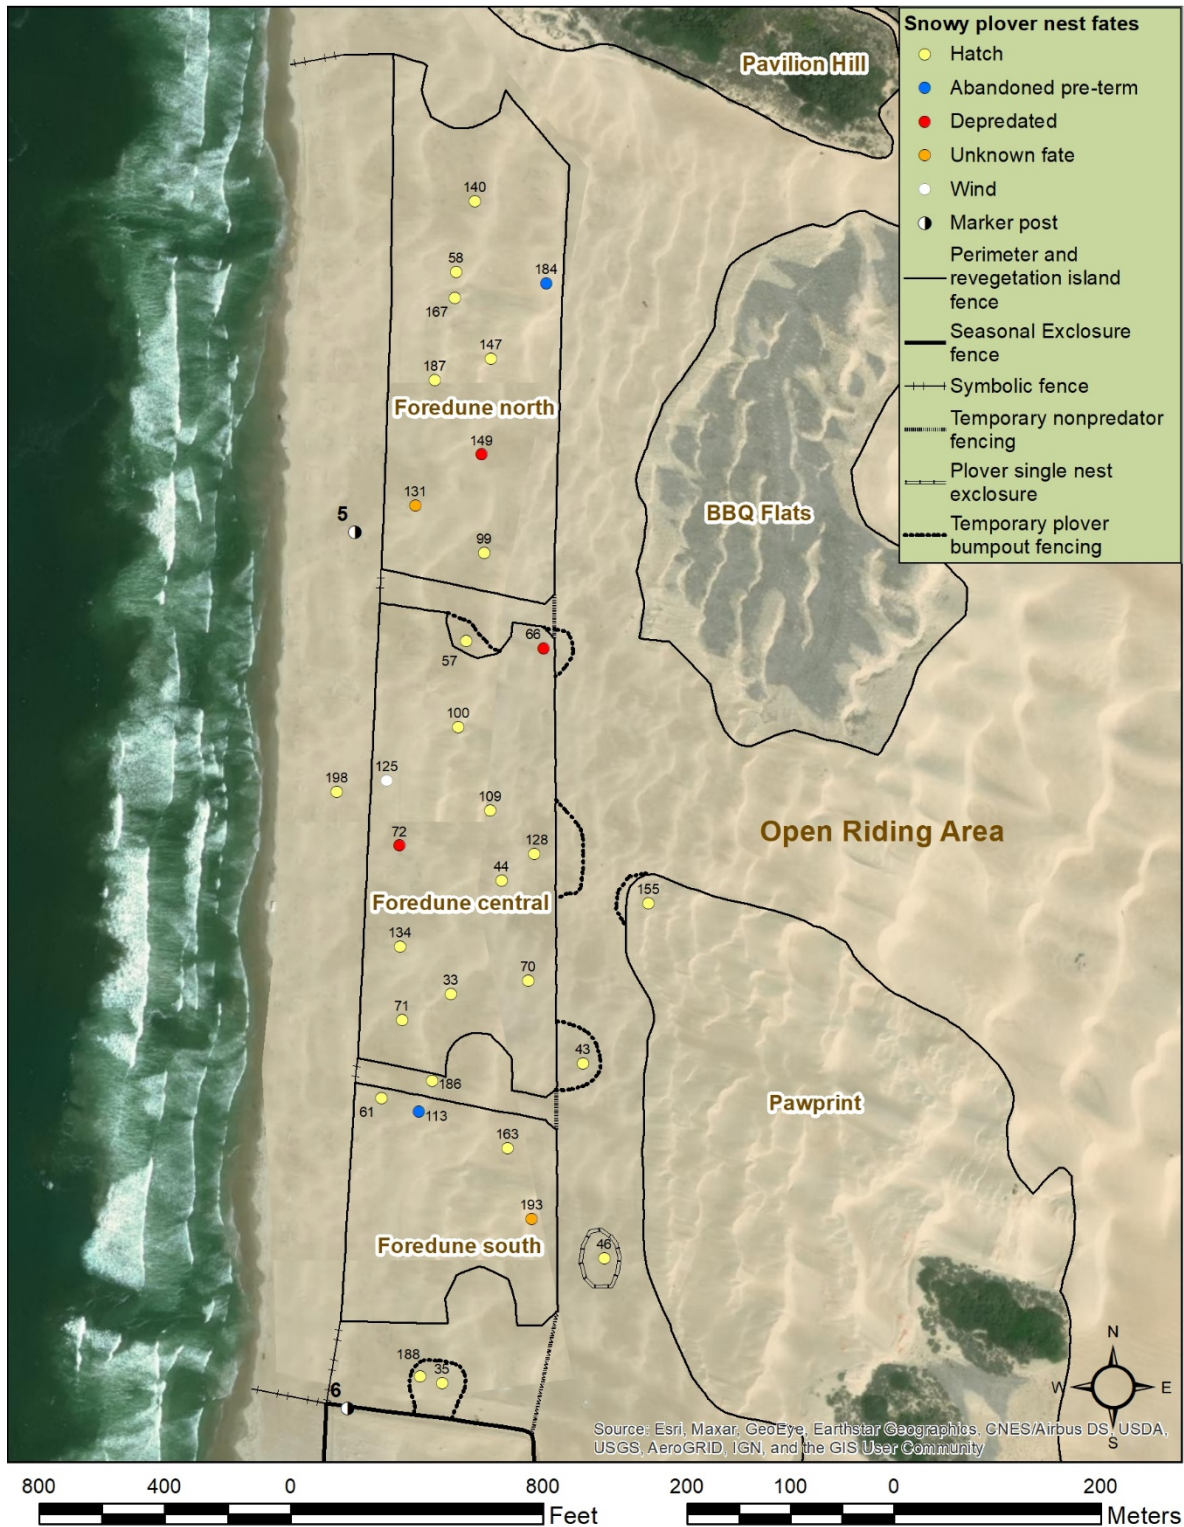 Snowy plover nest fates
Hatch
Abandoned pre-term
Depredated
Unknown fate
Wind
Marker post
Perimeter and
revegetation island
fence
Seasonal Exclosure
fence
Symbolic fence
Temporary nonpredator
fencing
Plover single nest
exclosure
Temporary plover
bumpout fencing
Pavilion Hill
140
58
184
167
147
187
Foredune north
149
131
5
99
BBQ Flats
57
66
100
125
198
109
Open Riding Area
72
128
44
155
Foredune central
134
70
33
71
43
186
61
113
Pawprint
163
193
Foredune south
46
188
35
6
N
W
E
S
Source: Esri, Maxar, GeoEye, Earthstar Geographics, CNES/Airbus DS, USDA,
USGS, AeroGRID, IGN, and the GIS User Community
800 400 0 800 Feet
200 100 0 200 Meters